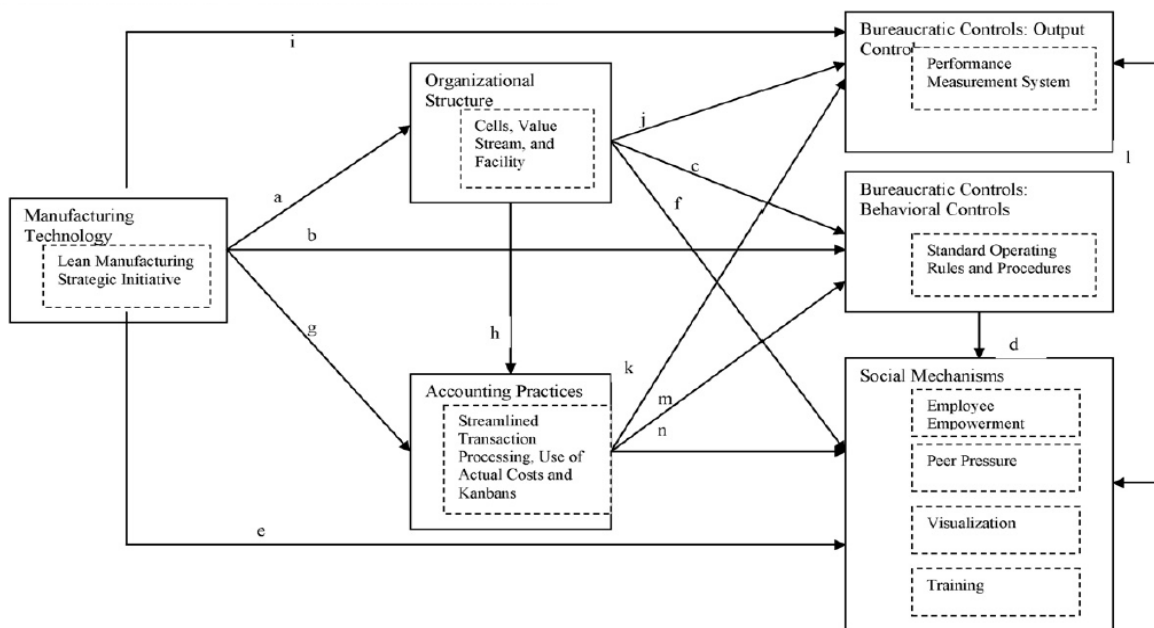 i
Bureaucratic Controls: Output
Control
Performance
Measurement System
Organizational
Structure
Cells, Value
Stream, and
Facility
j
c
f
l
Bureaucratic Controls:
Behavioral Controls
Standard Operating
Rules and Procedures
a
b
Manufacturing
Technology
Lean Manufacturing
Strategic Initiative
g
h
k
d
Accounting Practices
Streamlined
Transaction
Processing, Use of
Actual Costs and
Kanbans
m
n
Social Mechanisms
Employee
Empowerment
Peer Pressure
Visualization
Training
e